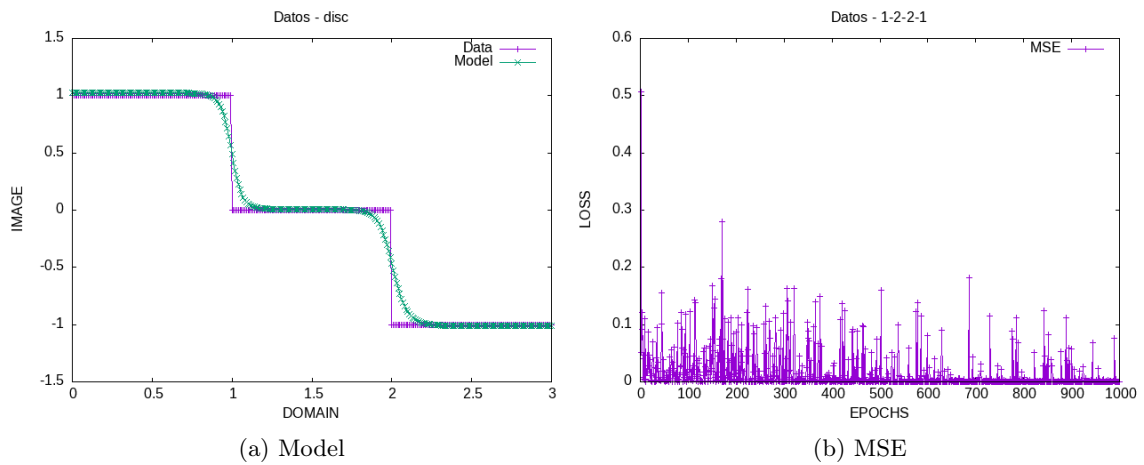 Datos - disc
1.5
1
0.5
0
-0.5
-1
-1.5
IMAGE
Data
Model
0 0.5 1 1.5 2 2.5 3
DOMAIN
(a) Model
Datos - 1-2-2-1
0.6
0.5
0.4
0.3
0.2
0.1
0
LOSS
MSE
0 100 200 300 400 500 600 700 800 900 1000
EPOCHS
(b) MSE